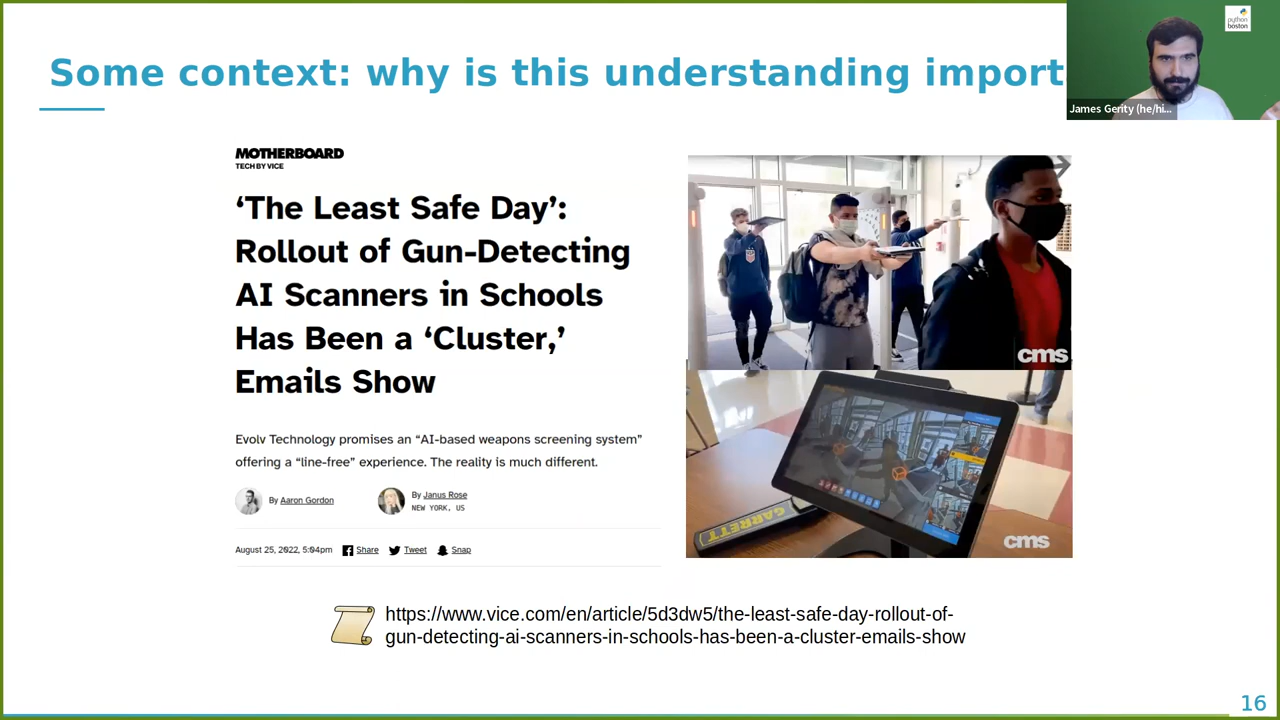 Some context: why is this understanding import
python
boston
James Gerity (he/hi...
MOTHERBOARD
TECH BY VICE
‘The Least Safe Day’:
Rollout of Gun-Detecting
AI Scanners in Schools
Has Been a ‘Cluster,’
Emails Show
Evolv Technology promises an “AI-based weapons screening system”
offering a “line-free” experience. The reality is much different.
By Aaron Gordon
By Janus Rose
NEW YORK, US
August 25, 2022, 5:04pm Share Tweet Snap
cms
GARRETT
cms
https://www.vice.com/en/article/5d3dw5/the-least-safe-day-rollout-of-
gun-detecting-ai-scanners-in-schools-has-been-a-cluster-emails-show
16